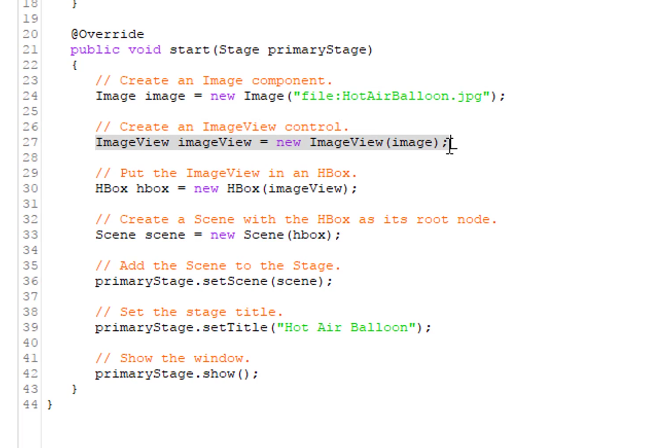 18 }
19
20 @Override
21 public void start(Stage primaryStage)
22 {
23 // Create an Image component.
24 Image image = new Image("file:HotAirBalloon.jpg");
25
26 // Create an ImageView control.
27 ImageView imageView = new ImageView(image);
28
29 // Put the ImageView in an HBox.
30 HBox hbox = new HBox(imageView);
31
32 // Create a Scene with the HBox as its root node.
33 Scene scene = new Scene(hbox);
34
35 // Add the Scene to the Stage.
36 primaryStage.setScene(scene);
37
38 // Set the stage title.
39 primaryStage.setTitle("Hot Air Balloon");
40
41 // Show the window.
42 primaryStage.show();
43 }
44 }